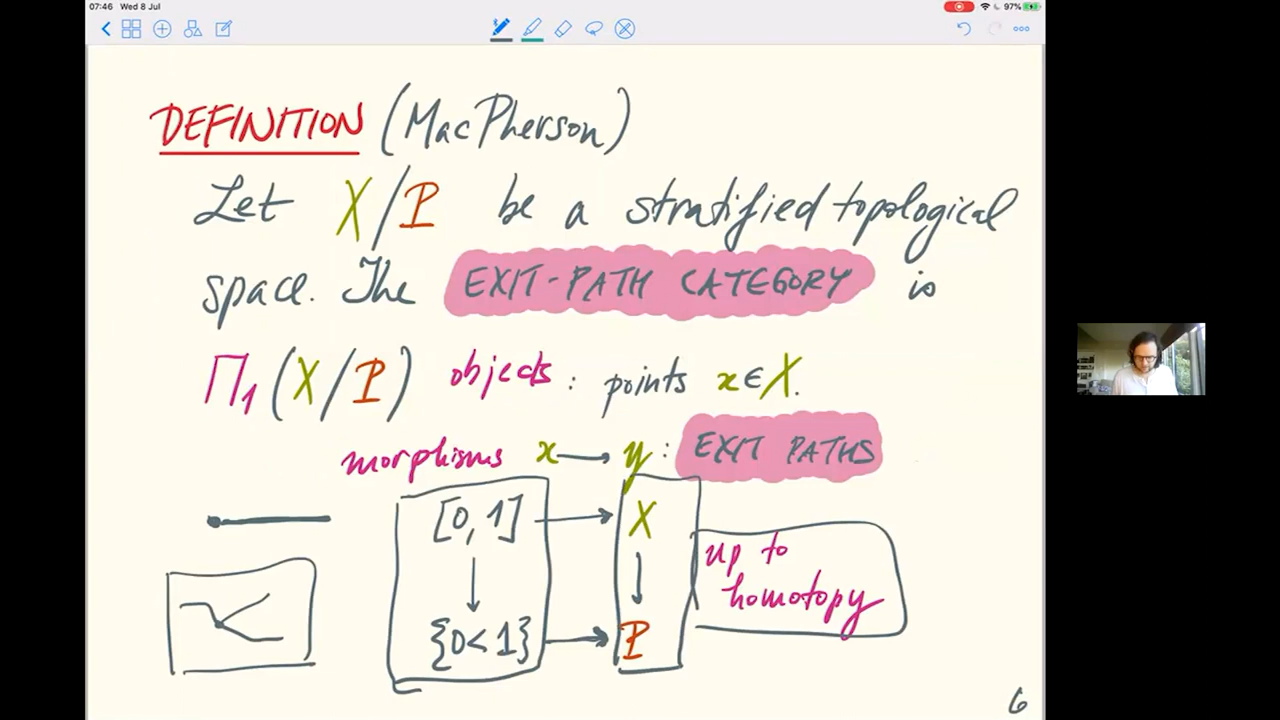 07:46 Wed 8 Jul
97%
DEFINITION (MacPherson)
Let X/P be a stratified topological
space. The EXIT-PATH CATEGORY is
Π₁(X/P) objects: points x∈X.
morphisms x → y: EXIT PATHS
[0,1] → X
up to
homotopy
{0<1} → P
6